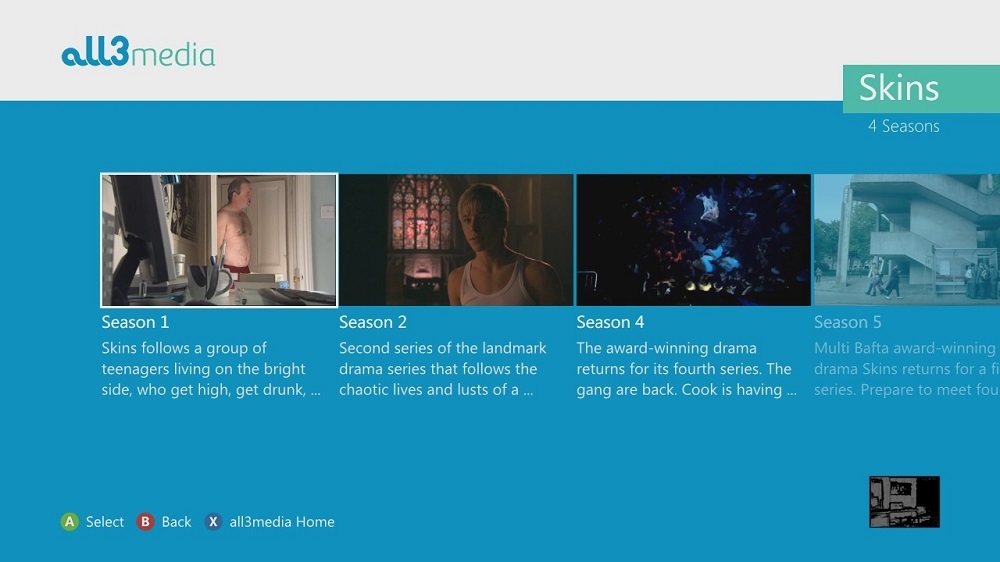 all3media
Skins
4 Seasons
Season 1
Skins follows a group of
teenagers living on the bright
side, who get high, get drunk, ...
Season 2
Second series of the landmark
drama series that follows the
chaotic lives and lusts of a ...
Season 4
The award-winning drama
returns for its fourth series. The
gang are back. Cook is having ...
Season 5
Multi Bafta award-winning
drama Skins returns for a fi
series. Prepare to meet fou
A Select B Back X all3media Home